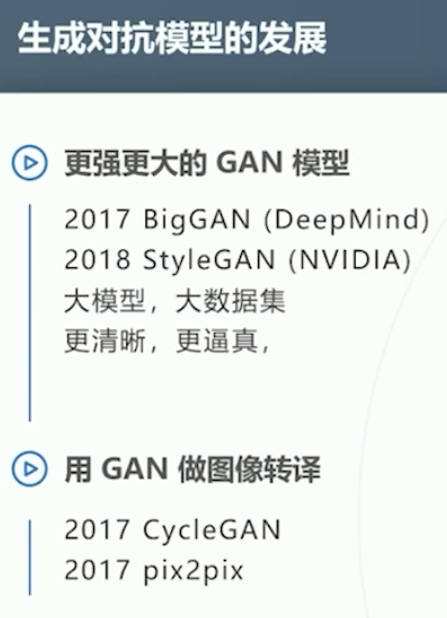 生成对抗模型的发展
更强更大的 GAN 模型
2017 BigGAN (DeepMind)
2018 StyleGAN (NVIDIA)
大模型，大数据集
更清晰，更逼真，
用 GAN 做图像转译
2017 CycleGAN
2017 pix2pix